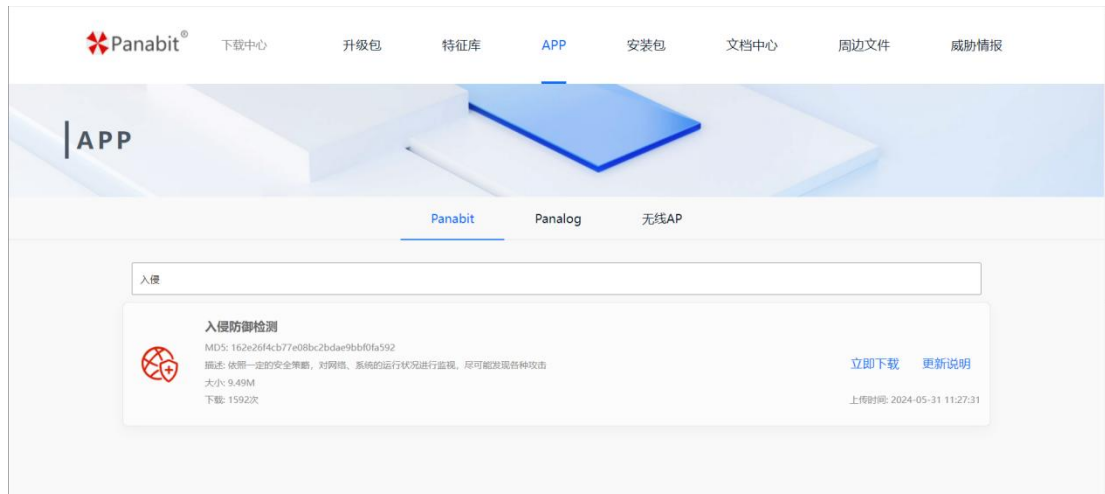 Panabit® 下载中心 升级包 特征库 APP 安装包 文档中心 周边文件 威胁情报
APP
Panabit Panalog 无线AP
入侵
入侵防御检测
MD5: 162e26f4cb77e08bc2bdae9bbf0fa592
描述: 依照一定的安全策略，对网络、系统的运行状况进行监视，尽可能发现各种攻击
立即下载 更新说明
大小: 9.49M
下载: 1592次
上传时间: 2024-05-31 11:27:31